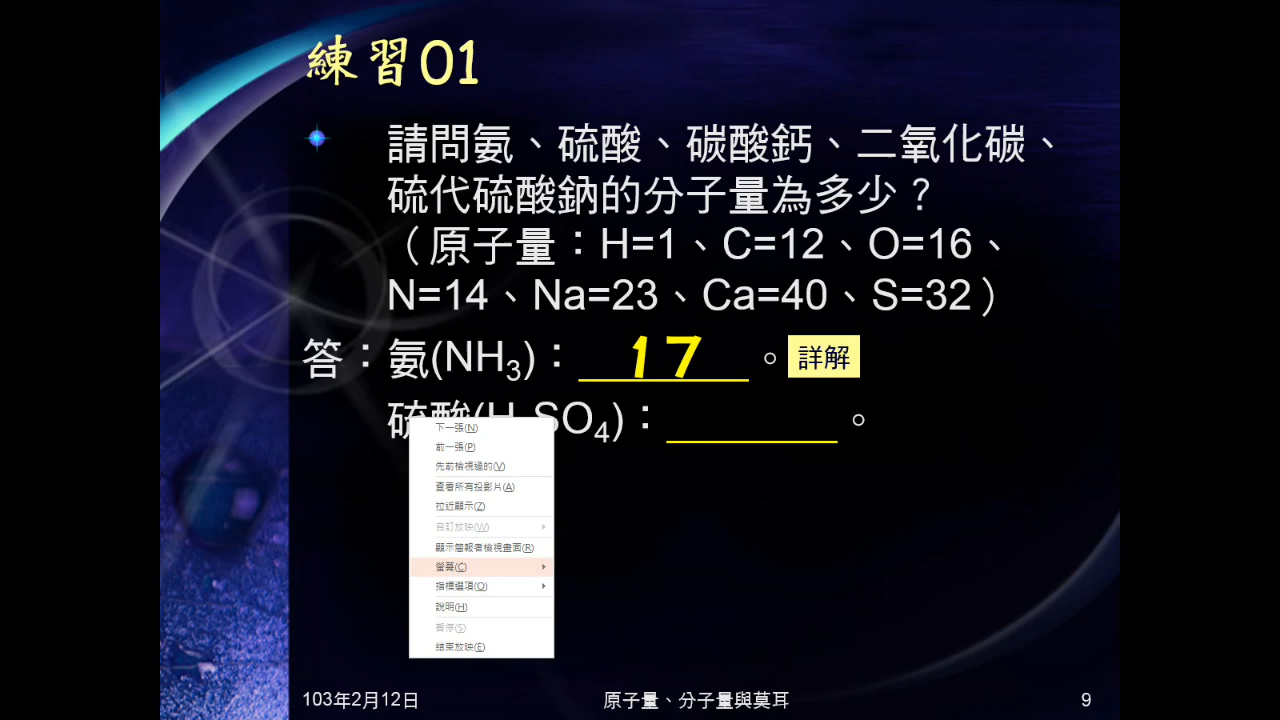 練習01
請問氨、硫酸、碳酸鈣、二氧化碳、
硫代硫酸鈉的分子量為多少？
（原子量：H=1、C=12、O=16、
N=14、Na=23、Ca=40、S=32）
答：氨(NH₃)：17。詳解
硫酸(H SO₄)：。
下一張(N)
前一張(P)
先前檢視過的(V)
查看所有投影片(A)
拉近顯示(Z)
自訂放映(W)
顯示簡報者檢視畫面(R)
螢幕(C)
指標選項(O)
說明(H)
暫停(S)
結束放映(E)
103年2月12日
原子量、分子量與莫耳
9